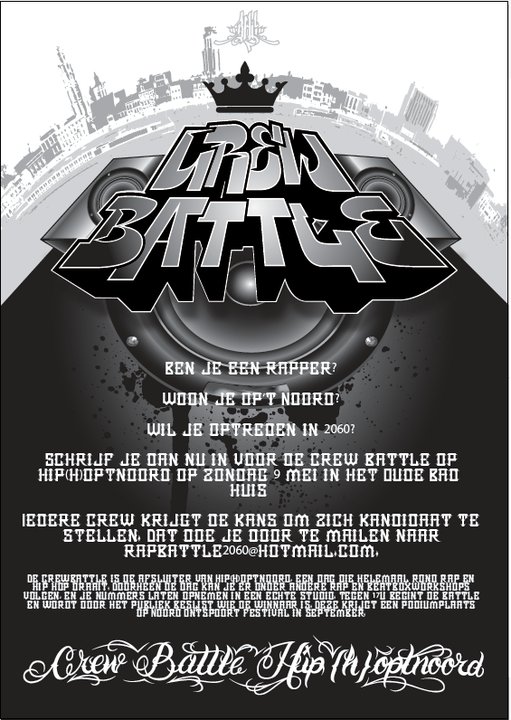 CREW
BATTLE
BEN JE EEN RAPPER?
WOON JE OP'T NOORD?
WIL JE OPTREDEN IN 2060?
SCHRIJF JE DAN NU IN VOOR DE CREW BATTLE OP
HIP(H)OPTNOORD OP ZONDAG 9 MEI IN HET OUDE BAD
HUIS
IEDERE CREW KRIJGT DE KANS OM ZICH KANDIDAAT TE
STELLEN, DAT DOE JE DOOR TE MAILEN NAAR
RAPBATTLE2060@HOTMAIL.COM.
DE CREWBATTLE IS DE AFSLUITER VAN HIP(H)OPTNOORD, EEN DAG DIE HELEMAAL ROND RAP EN
HIP HOP DRAAIT. DOORHEEN DE DAG KAN JE ER ONDER ANDERE RAP EN BEATBOXWORKSHOPS
VOLGEN, EN JE NUMMERS LATEN OPNEMEN IN EEN ECHTE STUDIO. TEGEN 17U BEGINT DE BATTLE
EN WORDT DOOR HET PUBLIEK BESLIST WIE DE WINNAAR IS. DEZE KRIJGT EEN PODIUMPLAATS
OP NOORD ONTSPOORT FESTIVAL IN SEPTEMBER.
Crew Battle Hip(h)optnoord